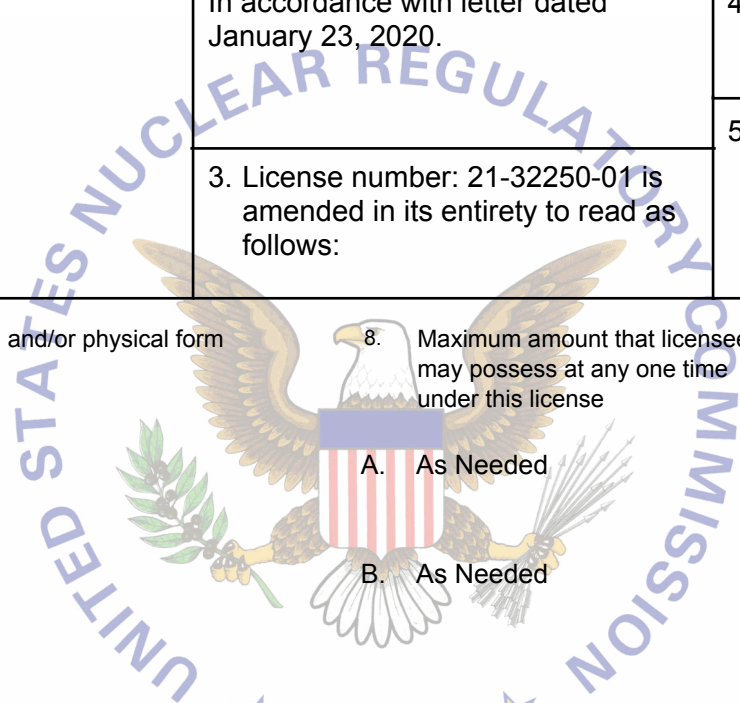 In accordance with letter dated
January 23, 2020.
4
5
3. License number: 21-32250-01 is
amended in its entirety to read as
follows:
and/or physical form
8. Maximum amount that licensee
may possess at any one time
under this license
A. As Needed
B. As Needed
UNITED STATES NUCLEAR REGULATORY COMMISSION